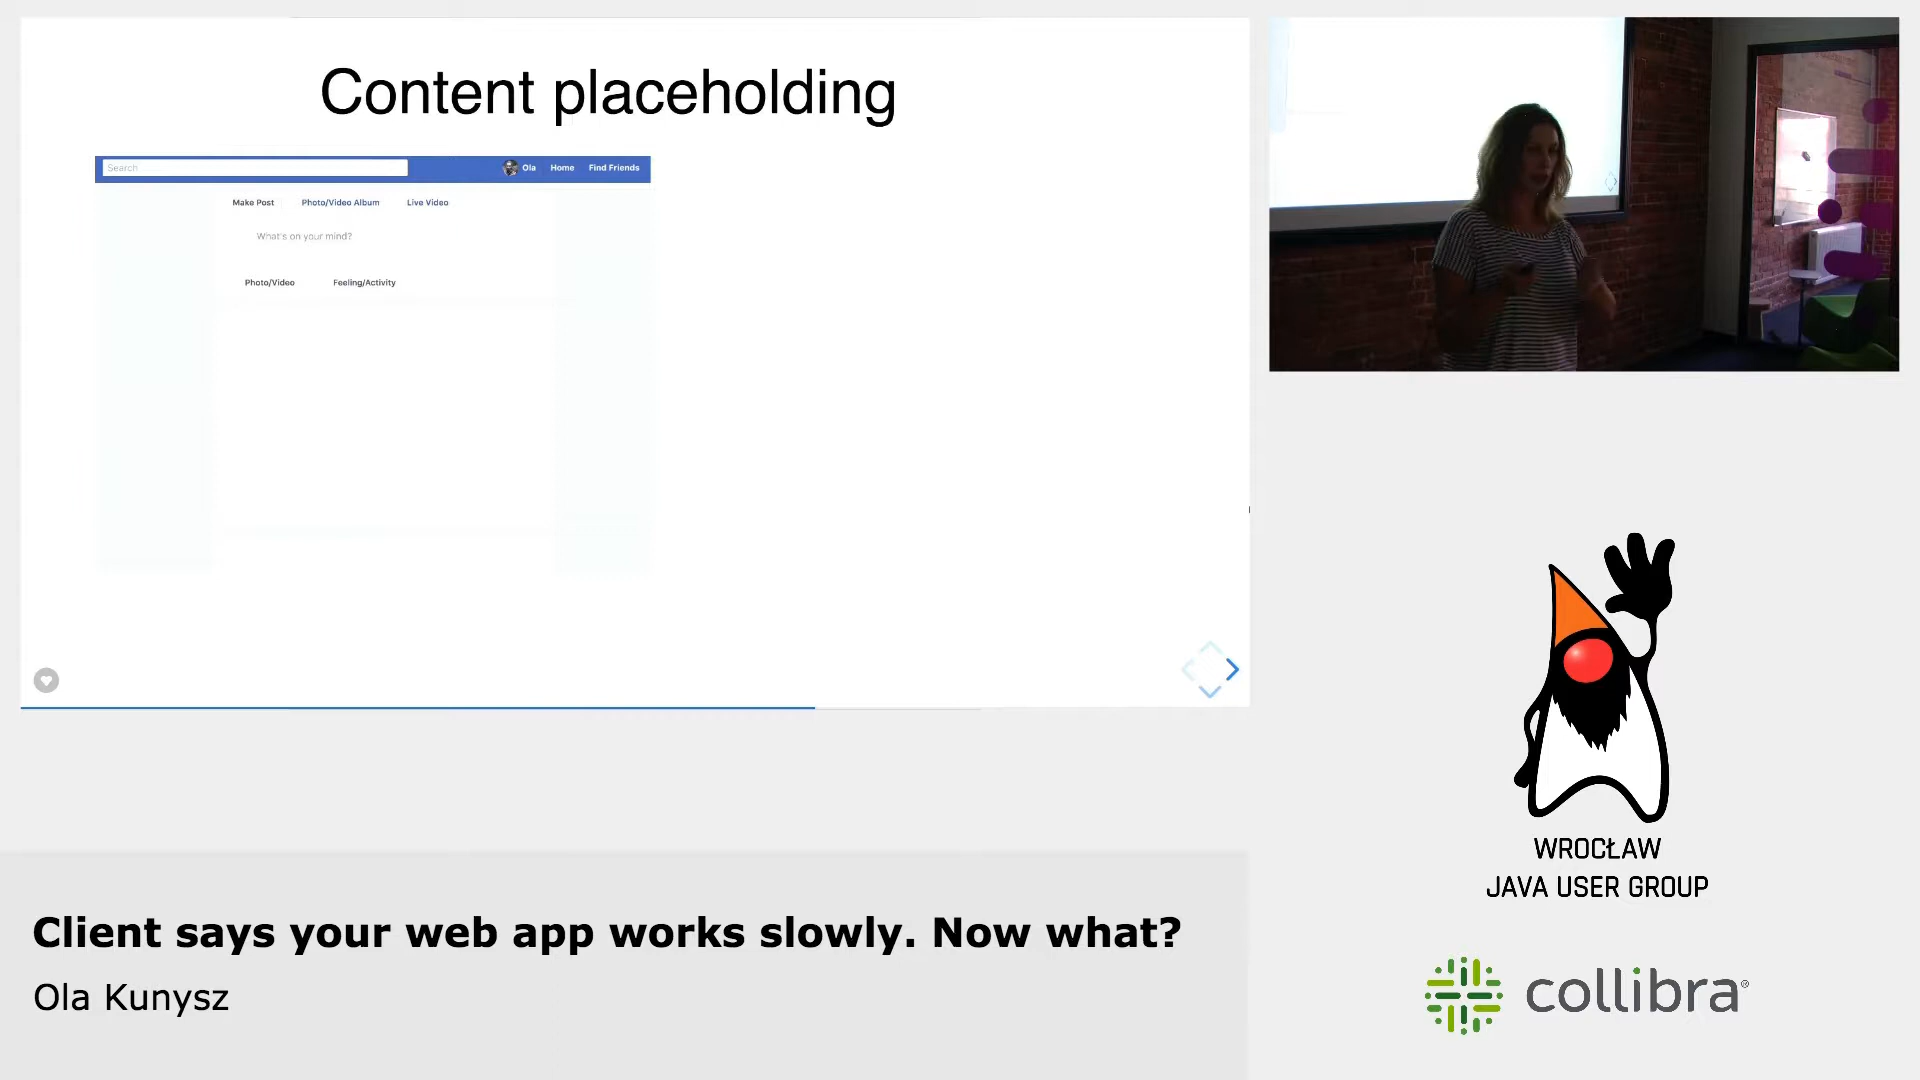 Content placeholding
Search
Ola Home Find Friends
Make Post Photo/Video Album Live Video
What's on your mind?
Photo/Video Feeling/Activity
WROCŁAW
JAVA USER GROUP
Client says your web app works slowly. Now what?
Ola Kunysz
collibra®